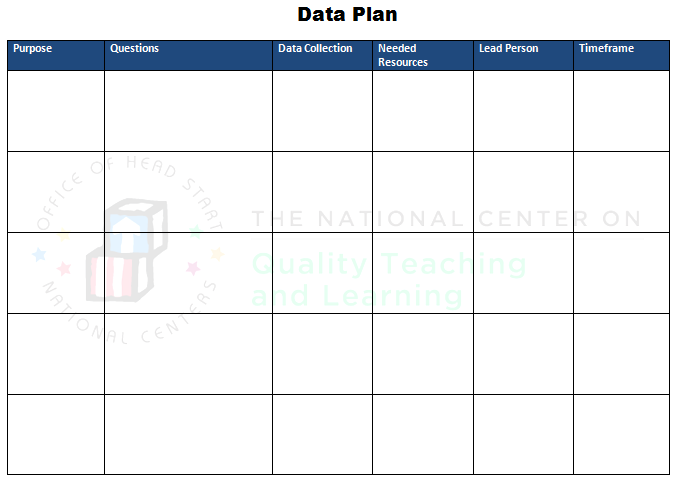 Data Plan
Purpose Questions Data Collection Needed Resources Lead Person Timeframe
OFFICE OF HEAD START
NATIONAL CENTERS
THE NATIONAL CENTER ON
Quality Teaching
and Learning